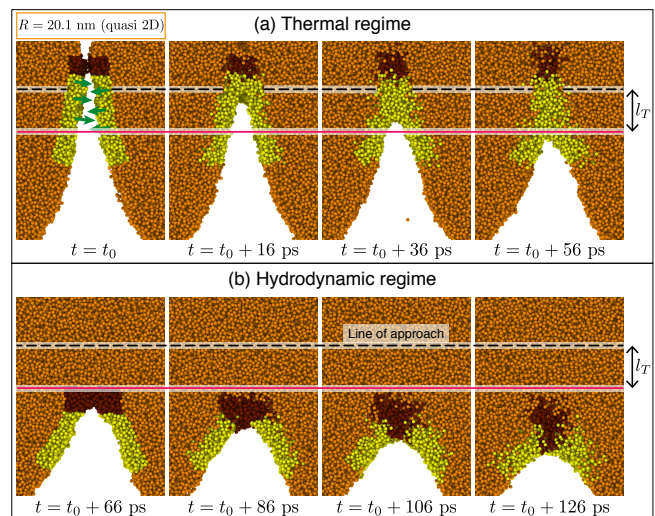 R = 20.1 nm (quasi 2D)
(a) Thermal regime
l_T
t = t_0
t = t_0 + 16 ps
t = t_0 + 36 ps
t = t_0 + 56 ps
(b) Hydrodynamic regime
Line of approach
l_T
t = t_0 + 66 ps
t = t_0 + 86 ps
t = t_0 + 106 ps
t = t_0 + 126 ps